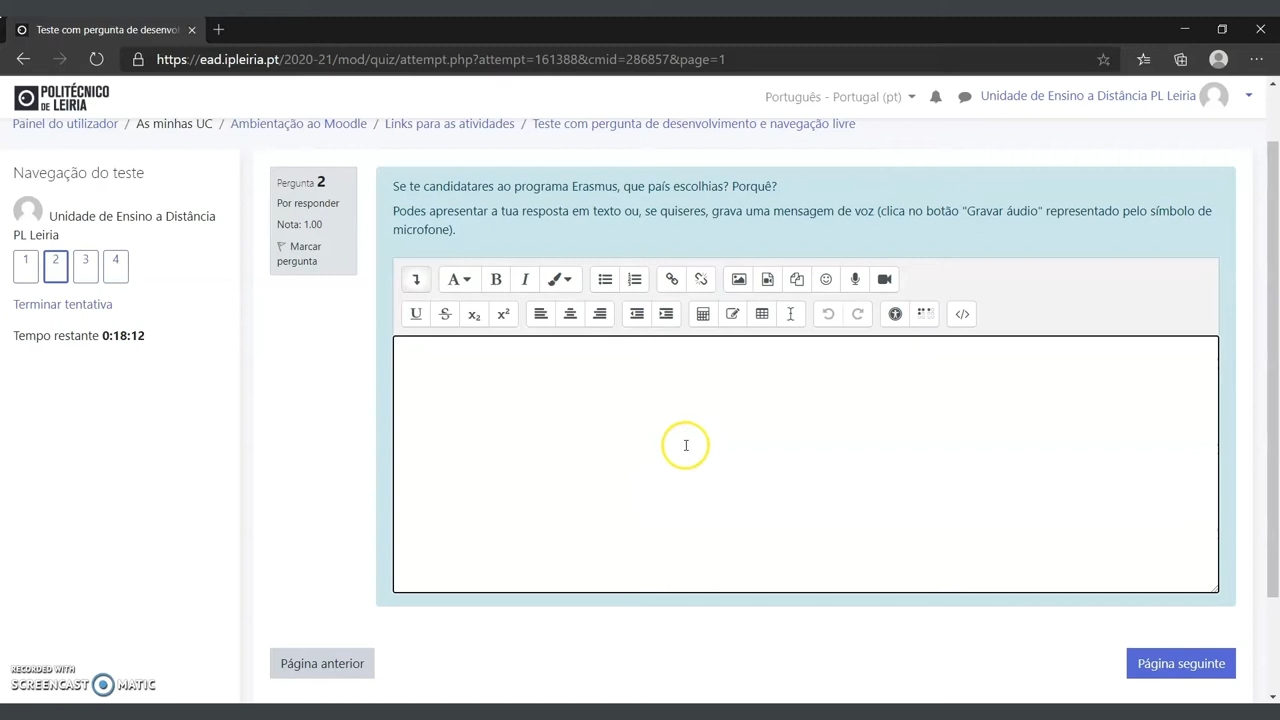 Teste com pergunta de desenvol
https://ead.ipleiria.pt/2020-21/mod/quiz/attempt.php?attempt=161388&cmid=286857&page=1
POLITÉCNICO
DE LEIRIA
Português - Portugal (pt)
Unidade de Ensino a Distância PL Leiria
Painel do utilizador / As minhas UC / Ambientação ao Moodle / Links para as atividades / Teste com pergunta de desenvolvimento e navegação livre
Navegação do teste
Unidade de Ensino a Distância
PL Leiria
1 2 3 4
Terminar tentativa
Tempo restante 0:18:12
Pergunta 2
Por responder
Nota: 1.00
Marcar
pergunta
Se te candidatares ao programa Erasmus, que país escolhias? Porquê?
Podes apresentar a tua resposta em texto ou, se quiseres, grava uma mensagem de voz (clica no botão "Gravar áudio" representado pelo símbolo de
microfone).
A B I
U S x₂ x²
Página anterior
Página seguinte
RECORDED WITH
SCREENCAST MATIC